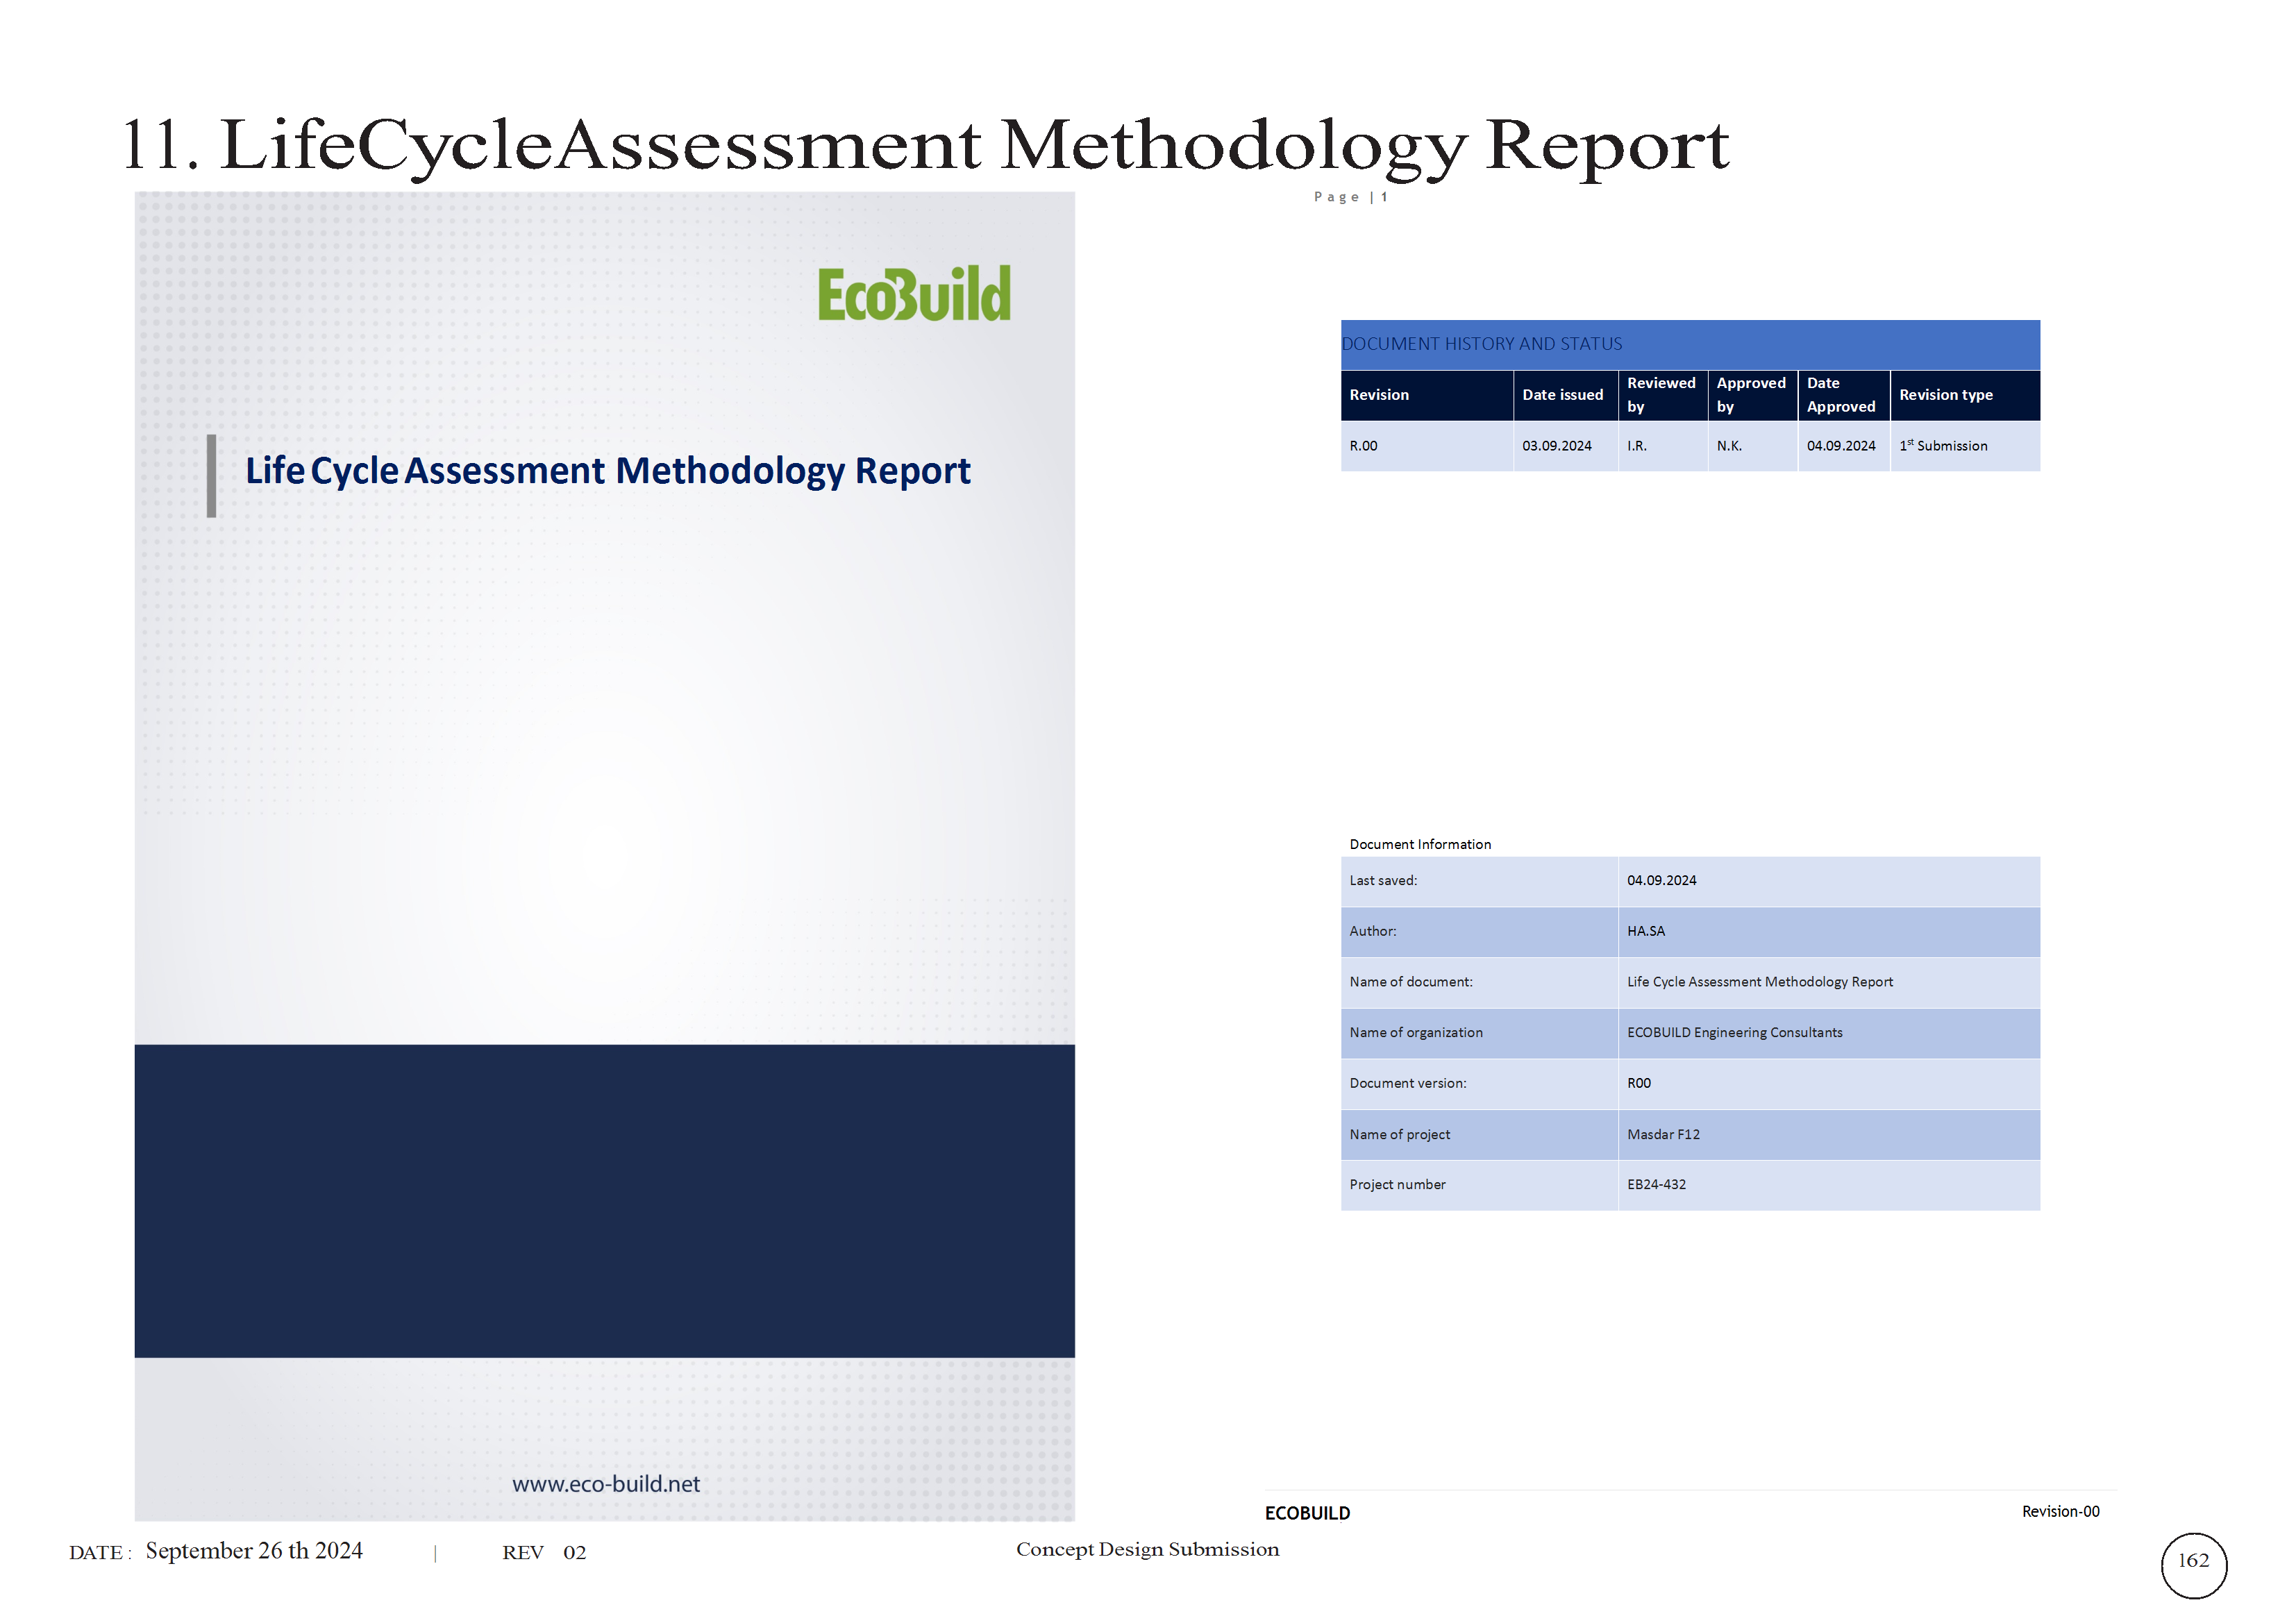 11. LifeCycleAssessment Methodology Report
EcoBuild
Life Cycle Assessment Methodology Report
www.eco-build.net
Page | 1
DOCUMENT HISTORY AND STATUS
Revision Date issued Reviewed by Approved by Date Approved Revision type
R.00 03.09.2024 I.R. N.K. 04.09.2024 1st Submission
Document Information
Last saved: 04.09.2024
Author: HA.SA
Name of document: Life Cycle Assessment Methodology Report
Name of organization ECOBUILD Engineering Consultants
Document version: R00
Name of project Masdar F12
Project number EB24-432
ECOBUILD Revision-00
DATE : September 26 th 2024 | REV 02 Concept Design Submission 162